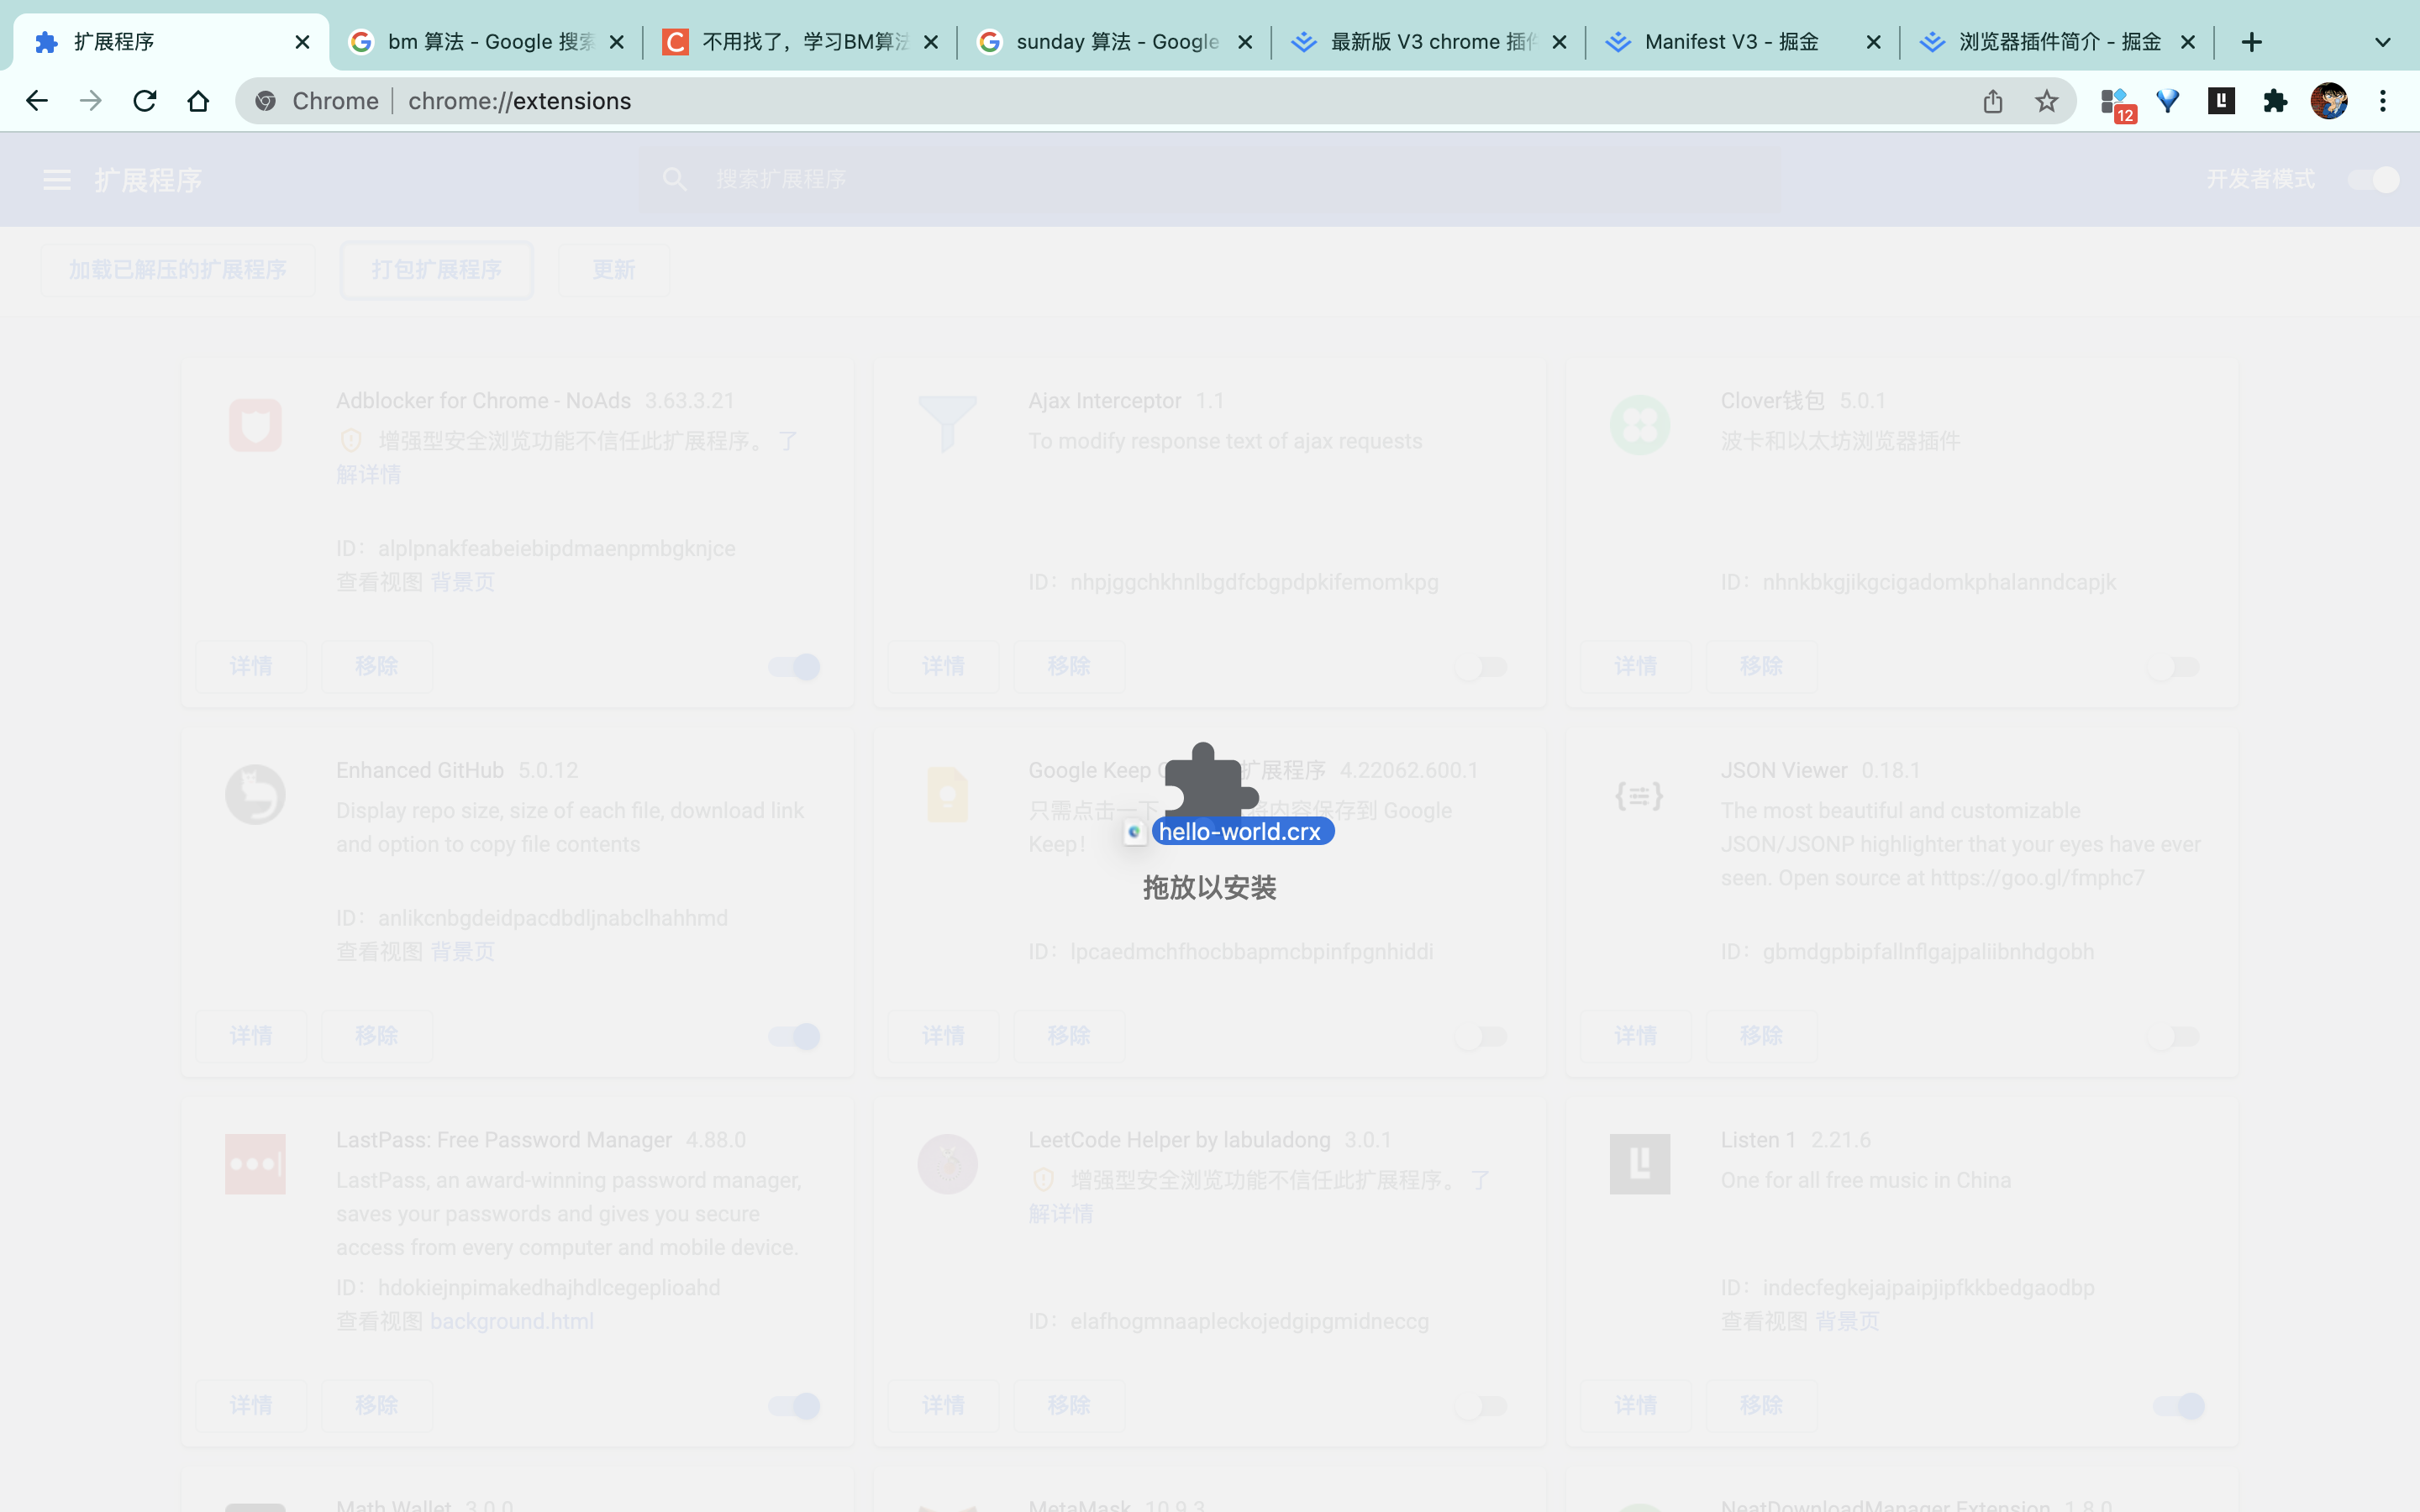 扩展程序
bm 算法 - Google 搜索
不用找了，学习BM算法
sunday 算法 - Google
最新版 V3 chrome 插件
Manifest V3 - 掘金
浏览器插件简介 - 掘金
Chrome | chrome://extensions
12
扩展程序
搜索扩展程序
开发者模式
加载已解压的扩展程序
打包扩展程序
更新
Adblocker for Chrome - NoAds 3.63.3.21
增强型安全浏览功能不信任此扩展程序。 了
解详情
ID： alplpnakfeabeiebipdmaenpmbgknjce
查看视图 背景页
详情 移除
Ajax Interceptor 1.1
To modify response text of ajax requests
ID： nhpjggchkhnlbgdfcbgpdpkifemomkpg
详情 移除
Clover钱包 5.0.1
波卡和以太坊浏览器插件
ID： nhnkbkgjikgcigadomkphalanndcapjk
详情 移除
Enhanced GitHub 5.0.12
Display repo size, size of each file, download link
and option to copy file contents
ID： anlikcnbgdeidpacdbdljnabclhahhmd
查看视图 背景页
详情 移除
Google Keep 扩展程序 4.22062.600.1
只需点击一下 将内容保存到 Google
Keep！
hello-world.crx
拖放以安装
ID： lpcaedmchfhocbbapmcbpinfpgnhiddi
详情 移除
JSON Viewer 0.18.1
The most beautiful and customizable
JSON/JSONP highlighter that your eyes have ever
seen. Open source at https://goo.gl/fmphc7
ID： gbmdgpbipfallnflgajpaliibnhdgobh
详情 移除
LastPass: Free Password Manager 4.88.0
LastPass, an award-winning password manager,
saves your passwords and gives you secure
access from every computer and mobile device.
ID： hdokiejnpimakedhajhdlcegeplioahd
查看视图 background.html
详情 移除
LeetCode Helper by labuladong 3.0.1
增强型安全浏览功能不信任此扩展程序。 了
解详情
ID： elafhogmnaapleckojedgipgmidneccg
详情 移除
Listen 1 2.21.6
One for all free music in China
ID： indecfegkejajpaipjipfkkbedgaodbp
查看视图 背景页
详情 移除
Math Wallet 3.0.0
MetaMask 10.9.3
NeatDownloadManager Extension 1.8.0